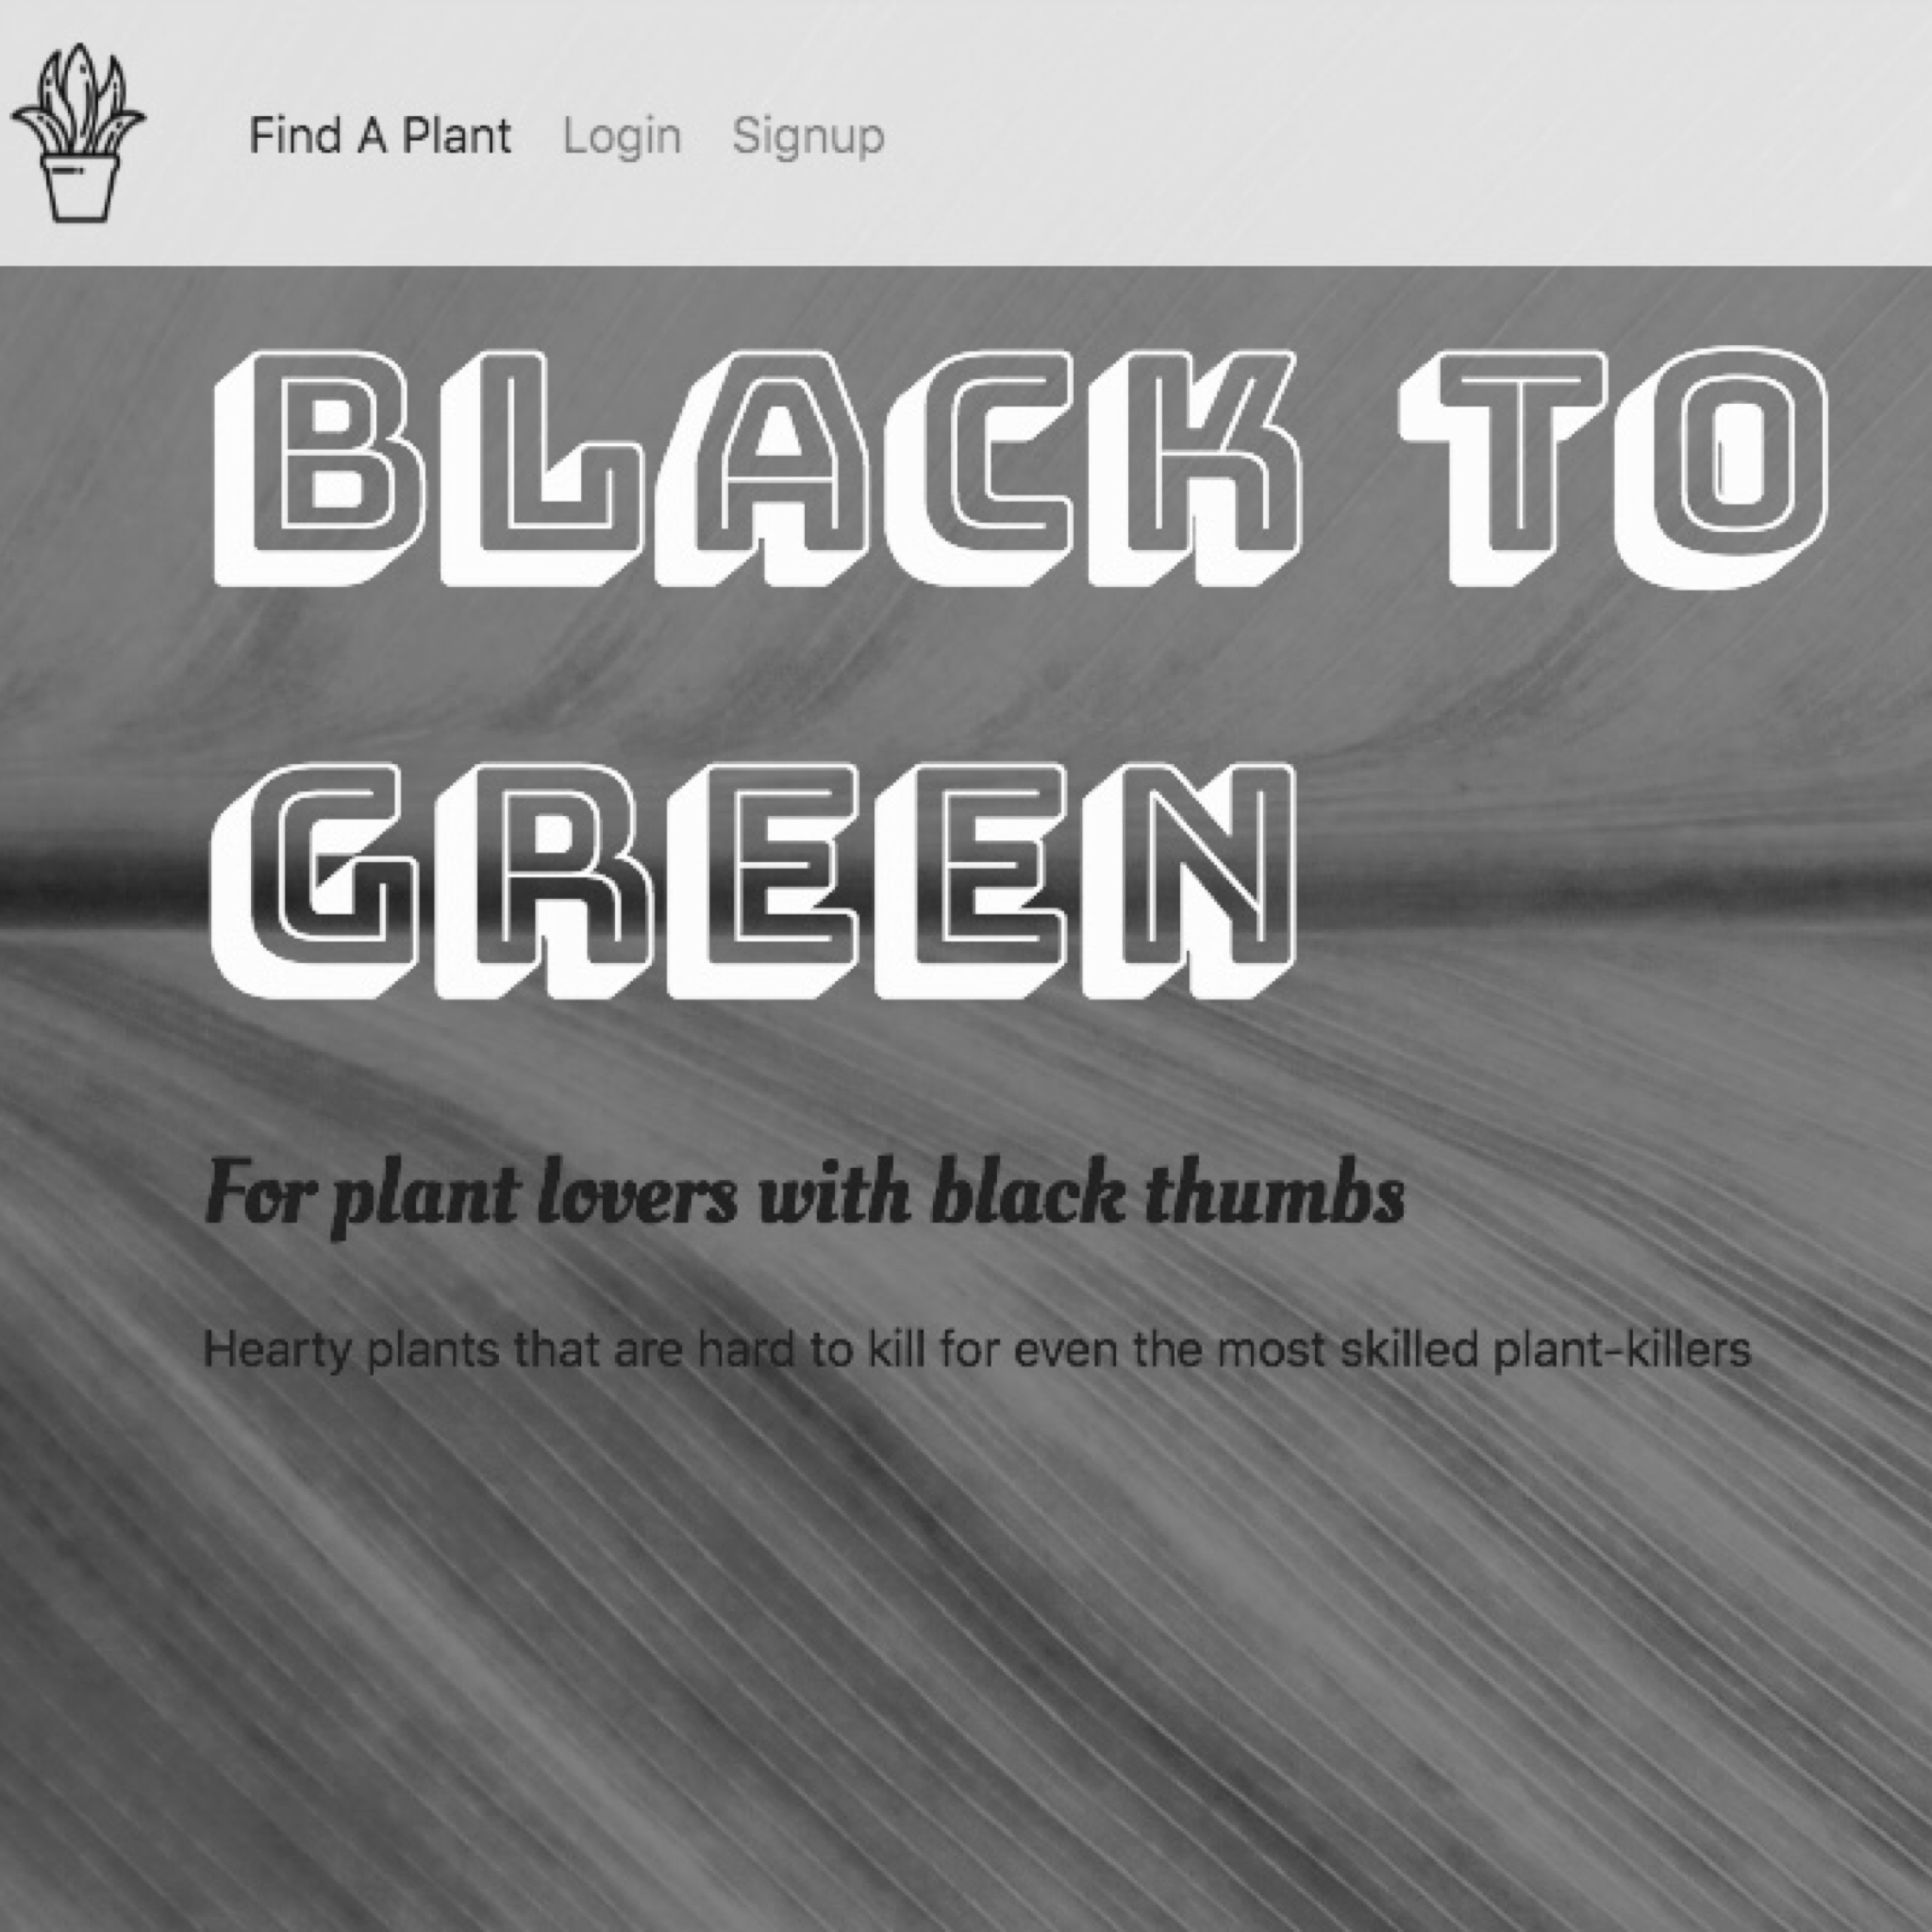 Find A Plant Login Signup
BLACK TO
GREEN
For plant lovers with black thumbs
Hearty plants that are hard to kill for even the most skilled plant-killers